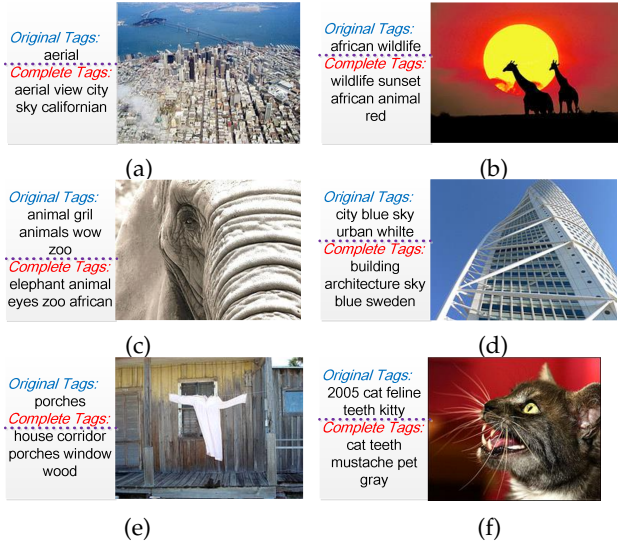 Original Tags:
aerial
Complete Tags:
aerial view city
sky californian
(a)
Original Tags:
african wildlife
Complete Tags:
wildlife sunset
african animal
red
(b)
Original Tags:
animal gril
animals wow
zoo
Complete Tags:
elephant animal
eyes zoo african
(c)
Original Tags:
city blue sky
urban whilte
Complete Tags:
building
architecture sky
blue sweden
(d)
Original Tags:
porches
Complete Tags:
house corridor
porches window
wood
(e)
Original Tags:
2005 cat feline
teeth kitty
Complete Tags:
cat teeth
mustache pet
gray
(f)